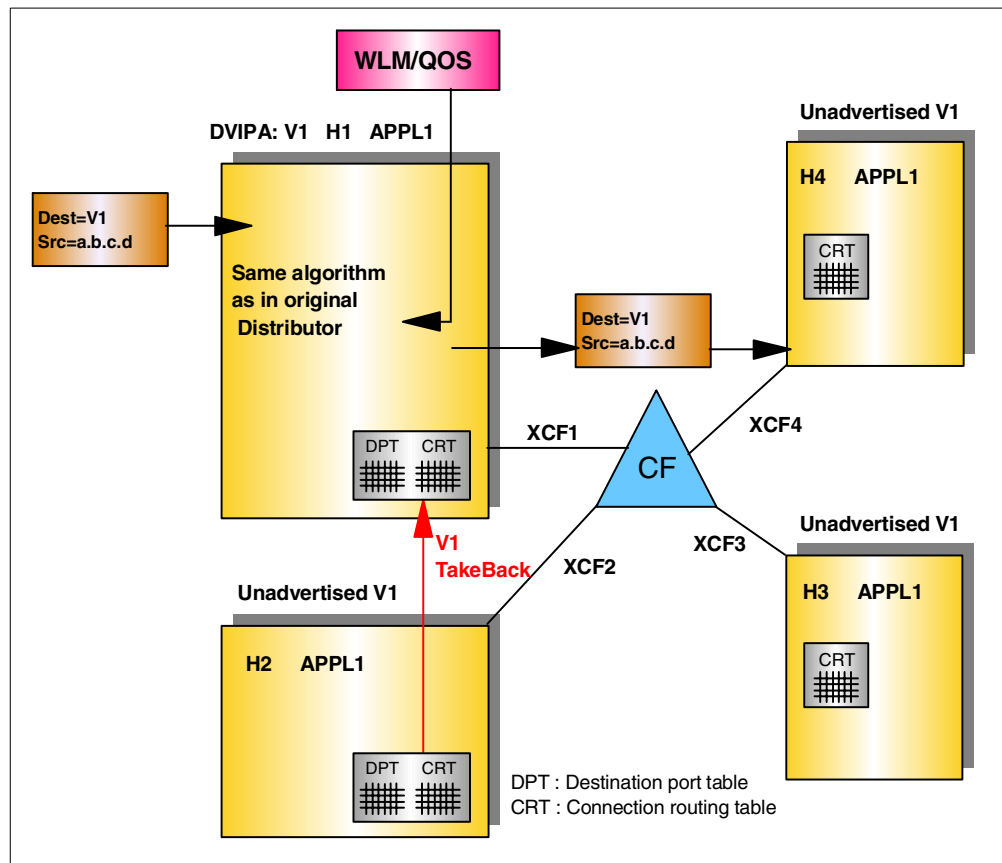 WLM/QOS
DVIPA: V1 H1 APPL1
Unadvertised V1
H4 APPL1
CRT
Dest=V1
Src=a.b.c.d
Same algorithm
as in original
Distributor
Dest=V1
Src=a.b.c.d
DPT CRT
XCF1
CF
XCF4
XCF2
XCF3
V1
TakeBack
Unadvertised V1
H3 APPL1
CRT
Unadvertised V1
H2 APPL1
DPT CRT
DPT : Destination port table
CRT : Connection routing table